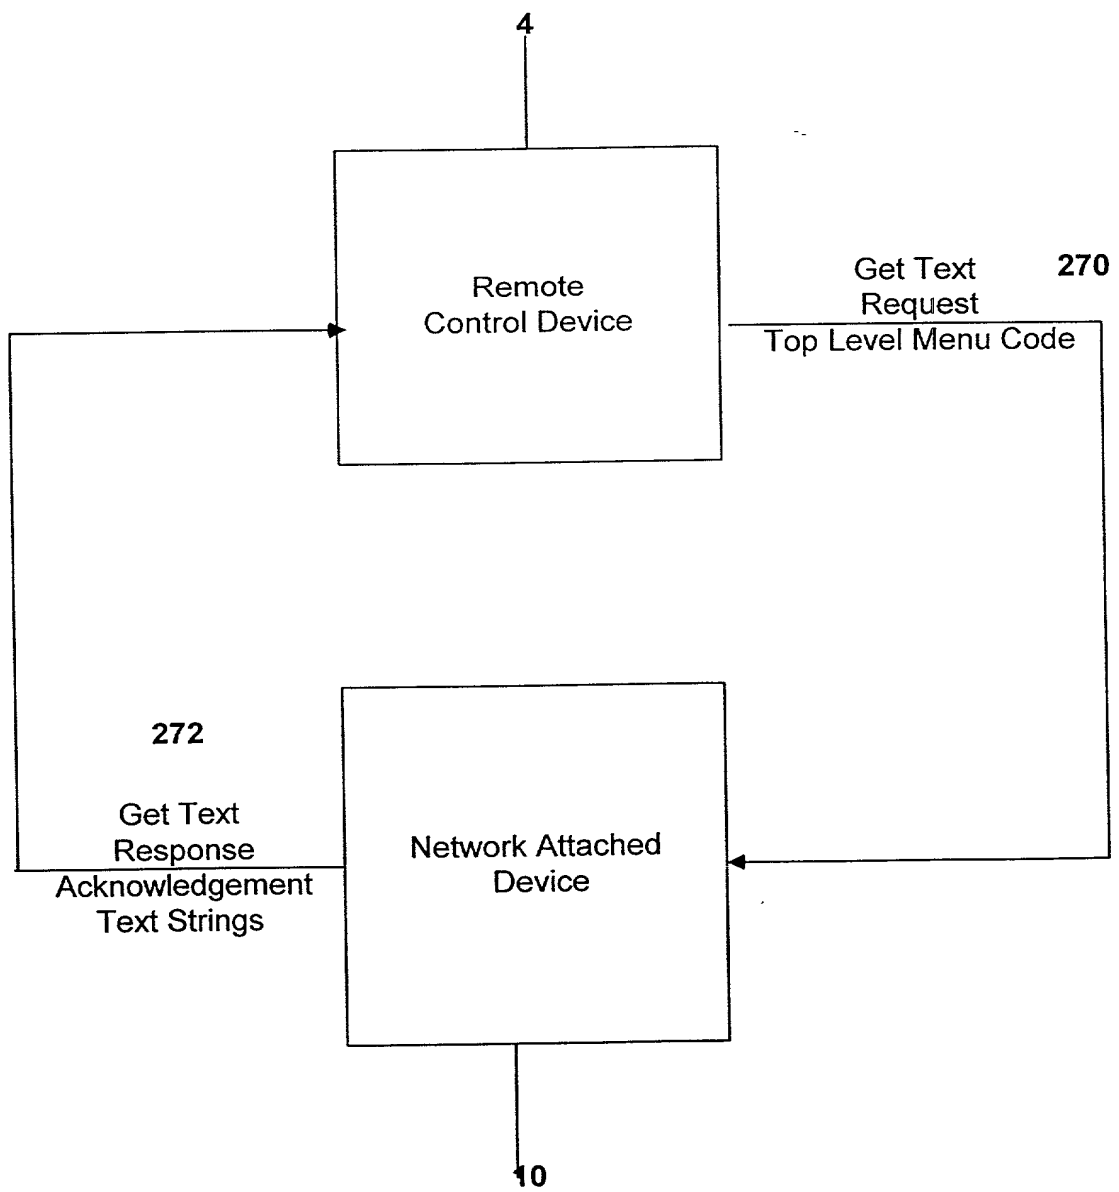 4
Remote
Control Device
Get Text
Request
Top Level Menu Code
270
272
Get Text
Response
Acknowledgement
Text Strings
Network Attached
Device
10